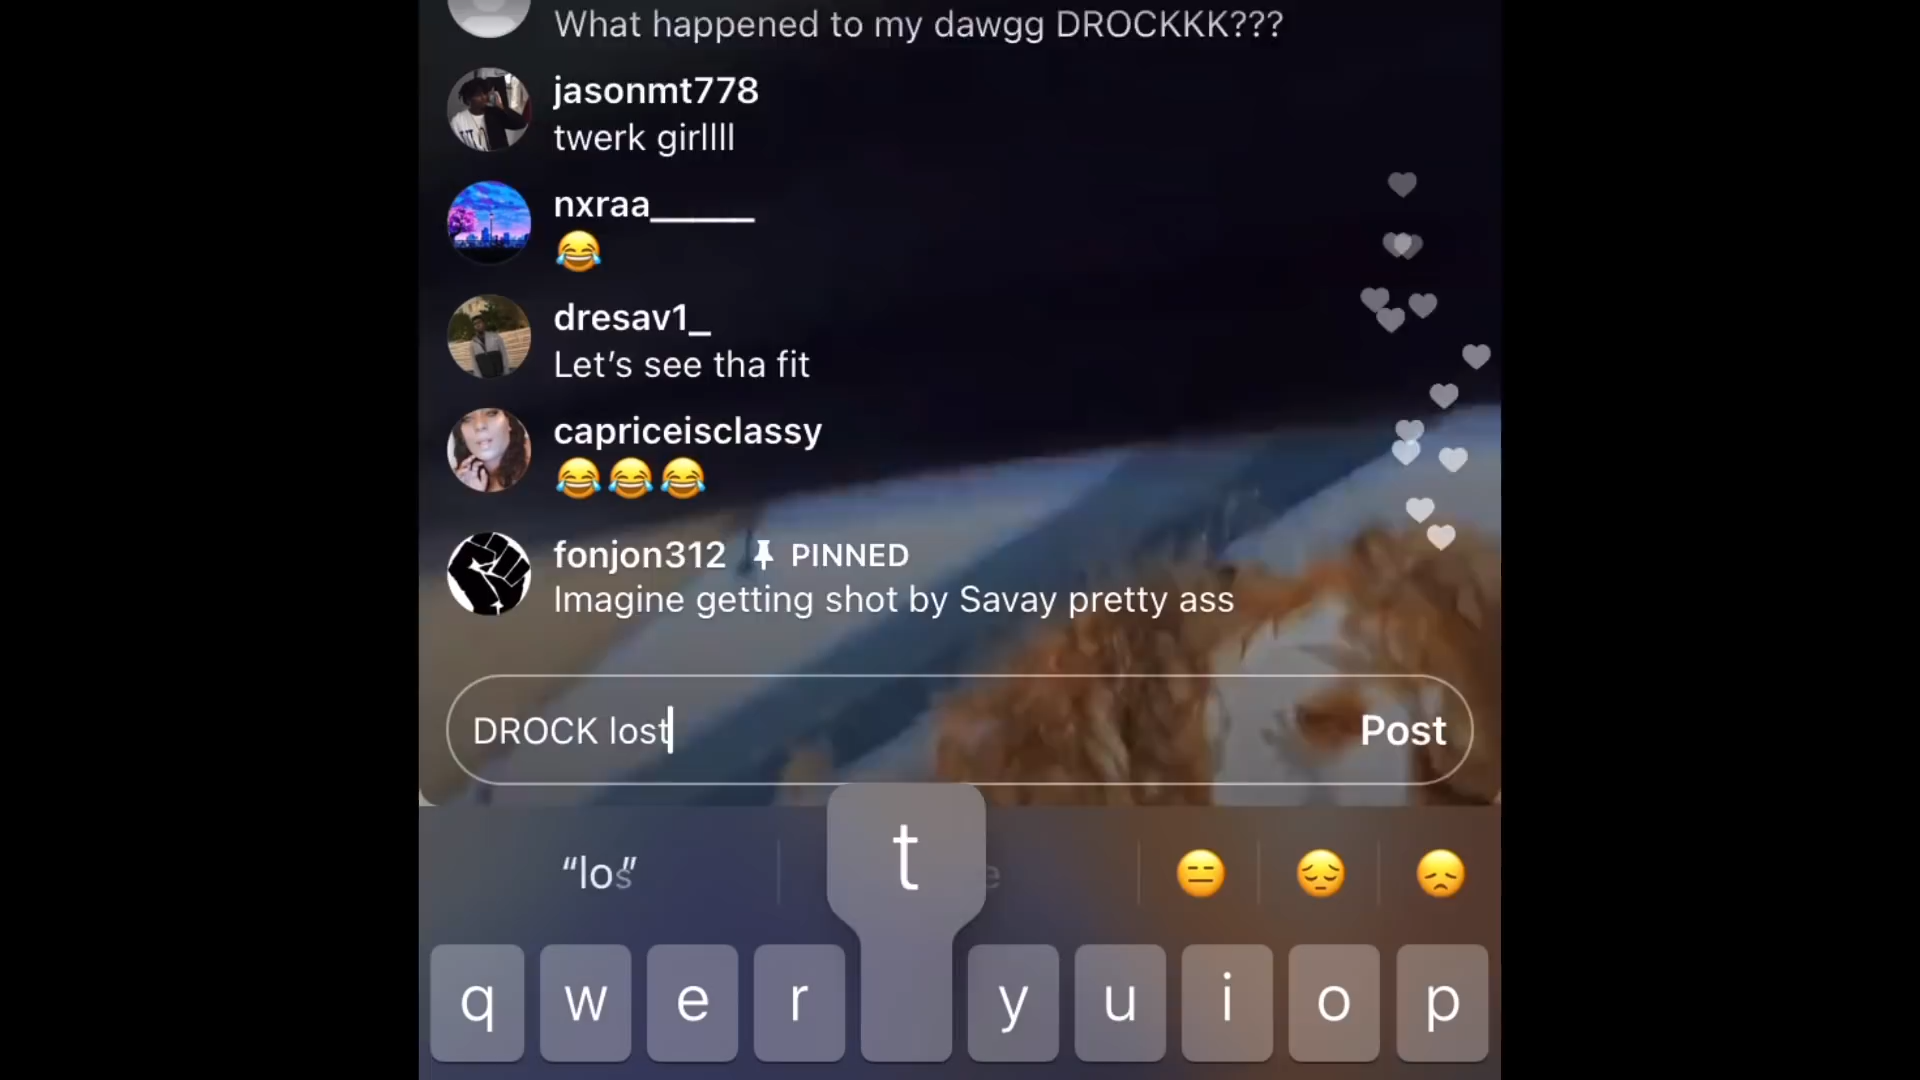 What happened to my dawgg DROCKKK???
jasonmt778
twerk girllll
nxraa______
😂
dresav1_
Let's see tha fit
capriceisclassy
😂😂😂
fonjon312 PINNED
Imagine getting shot by Savay pretty ass
DROCK lost
Post
“los”
t
😑 😔 😞
q w e r y u i o p